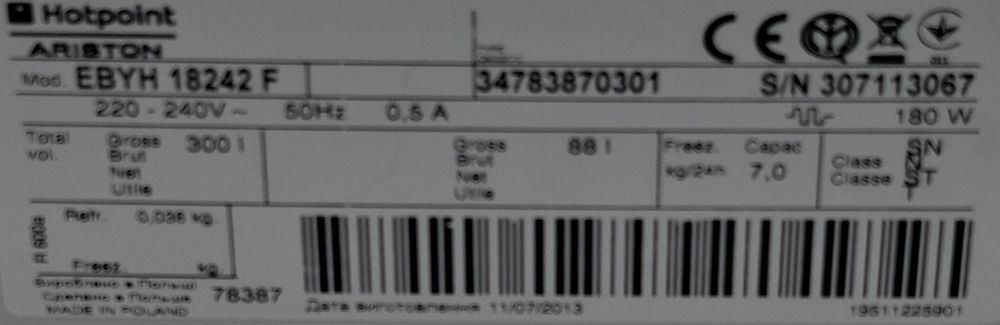 Hotpoint
ARISTON
Mod. EBYH 18242 F 34783870301 S/N 307113067
220 - 240V ~ 50Hz 0,5 A 180 W
Total vol. Gross Brut 300 l Net Utile
Gross Brut 88 l Net Utile
Freez. Capac kg/24h 7,0
Class Classe SN N ST T
Refr. 0,036 kg
Freez. kg
Вироблено в Польщі
Сделано в Польше
MADE IN POLAND
78387
Дата виготовлення 11/07/2013
19511225901